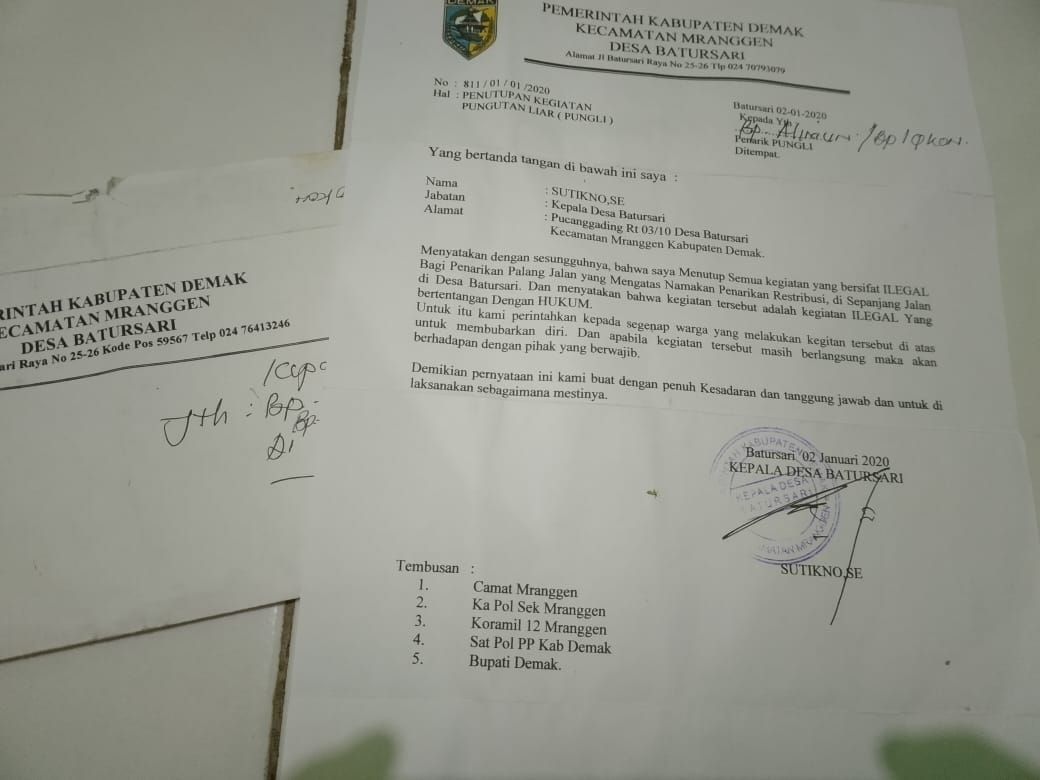 DEMAK
PEMERINTAH KABUPATEN DEMAK
KECAMATAN MRANGGEN
DESA BATURSARI
Alamat Jl Batursari Raya No 25-26 Tlp 024 70793079
No : 811/01/01/2020
Hal : PENUTUPAN KEGIATAN
PUNGUTAN LIAR ( PUNGLI )
Batursari 02-01-2020
Kepada Yth
Bp.
Penarik PUNGLI
Ditempat.
Yang bertanda tangan di bawah ini saya :
Nama : SUTIKNO,SE
Jabatan : Kepala Desa Batursari
Alamat : Pucanggading Rt 03/10 Desa Batursari
Kecamatan Mranggen Kabupaten Demak.
Menyatakan dengan sesungguhnya, bahwa saya Menutup Semua kegiatan yang bersifat ILEGAL
Bagi Penarikan Palang Jalan yang Mengatas Namakan Penarikan Restribusi, di Sepanjang Jalan
di Desa Batursari. Dan menyatakan bahwa kegiatan tersebut adalah kegiatan ILEGAL Yang
bertentangan Dengan HUKUM.
Untuk itu kami perintahkan kepada segenap warga yang melakukan kegitan tersebut di atas
untuk membubarkan diri. Dan apabila kegiatan tersebut masih berlangsung maka akan
berhadapan dengan pihak yang berwajib.
Demikian pernyataan ini kami buat dengan penuh Kesadaran dan tanggung jawab dan untuk di
laksanakan sebagaimana mestinya.
Batursari 02 Januari 2020
KEPALA DESA BATURSARI
KEPALA DESA
BATURSARI
SUTIKNO,SE
Tembusan :
1. Camat Mranggen
2. Ka Pol Sek Mranggen
3. Koramil 12 Mranggen
4. Sat Pol PP Kab Demak
5. Bupati Demak.
RINTAH KABUPATEN DEMAK
ECAMATAN MRANGGEN
DESA BATURSARI
ari Raya No 25-26 Kode Pos 59567 Telp 024 76413246
Yth : Bp.
Bp.
Di